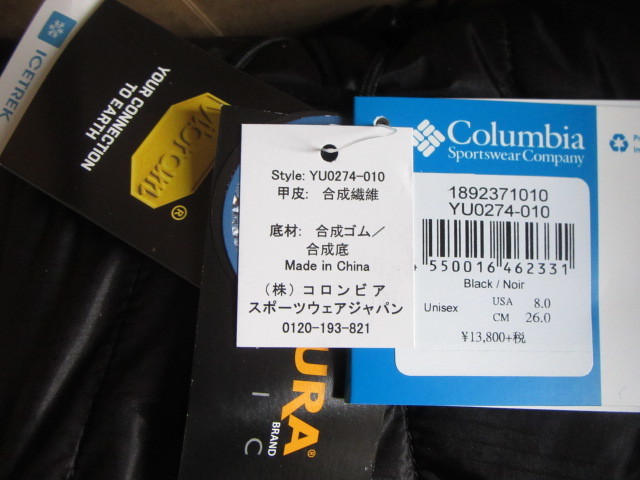 ICETREK
YOUR CONNECTION
TO EARTH
vibram
®
Style: YU0274-010
甲皮: 合成繊維
底材: 合成ゴム／
合成底
Made in China
（株）コロンビア
スポーツウェアジャパン
0120-193-821
Columbia
Sportswear Company
1892371010
YU0274-010
4 550016 462331
Black / Noir
Unisex
USA 8.0
CM 26.0
¥13,800+税
URA®
BRAND
I C